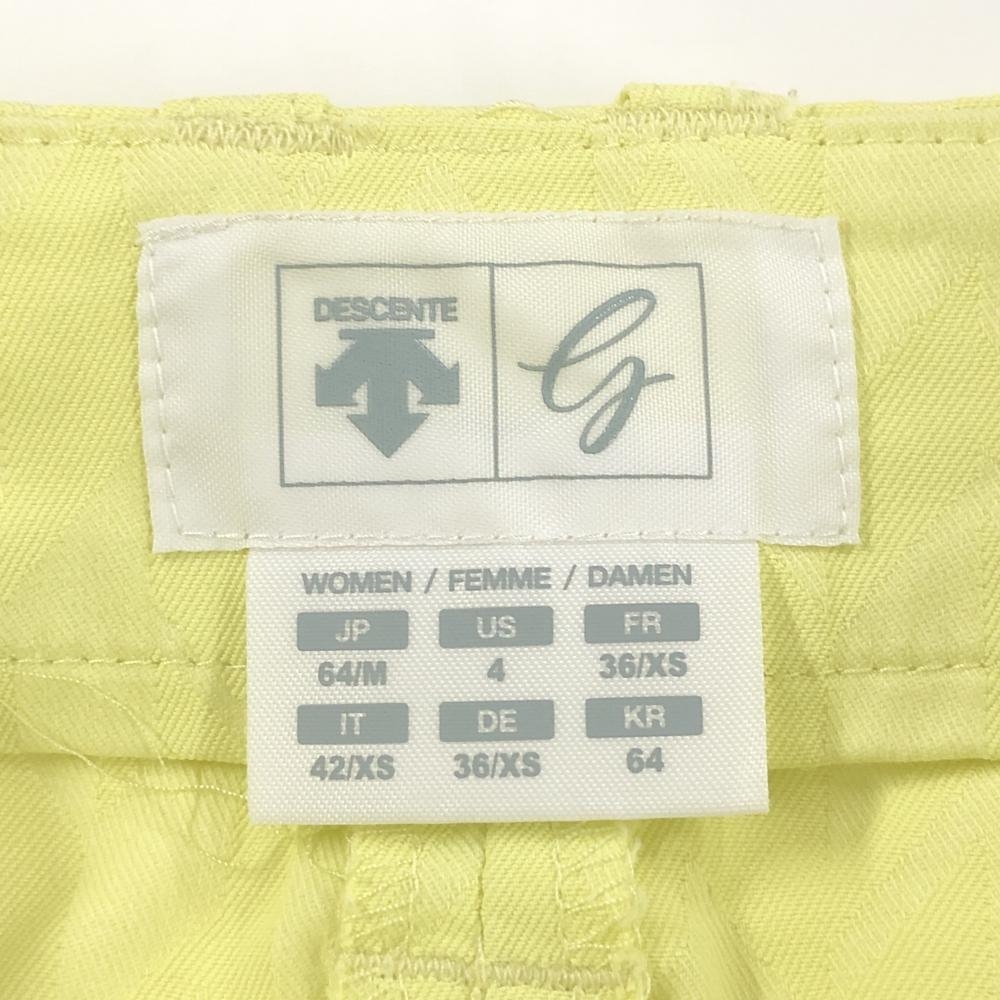 DESCENTE G
WOMEN / FEMME / DAMEN
JP US FR
64/M 4 36/XS
IT DE KR
42/XS 36/XS 64